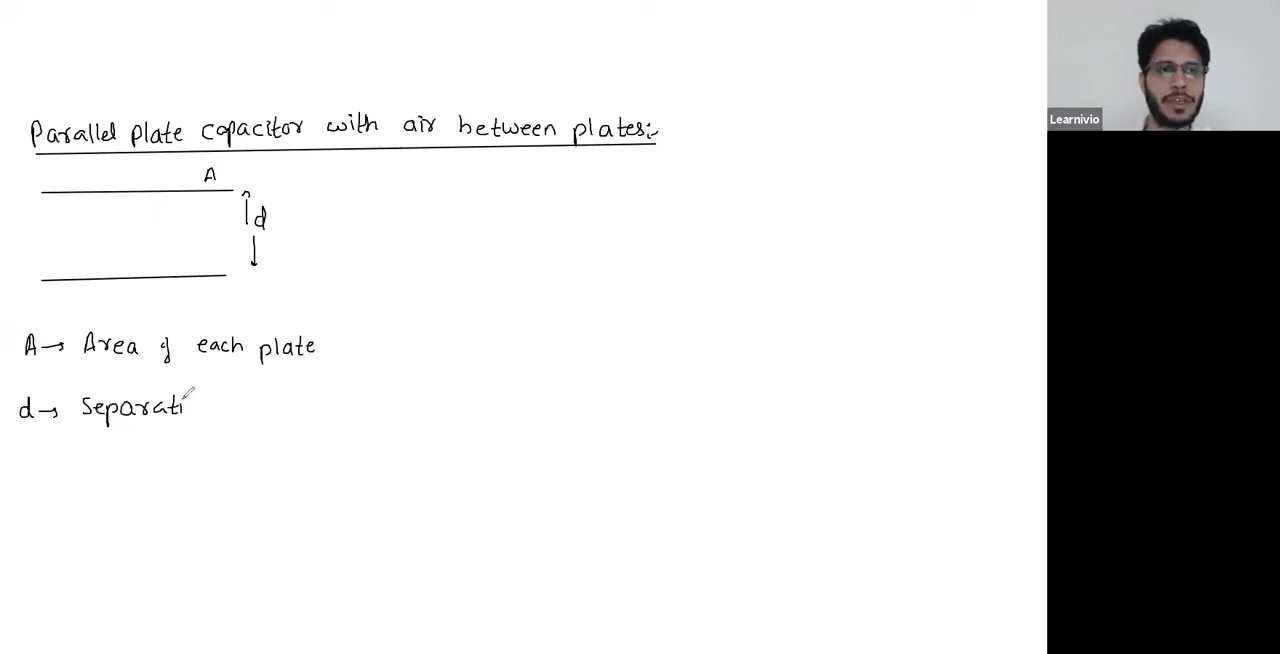 Parallel plate capacitor with air between plates:-
A
d
A → Area of each plate
d → Separati
Learnivio